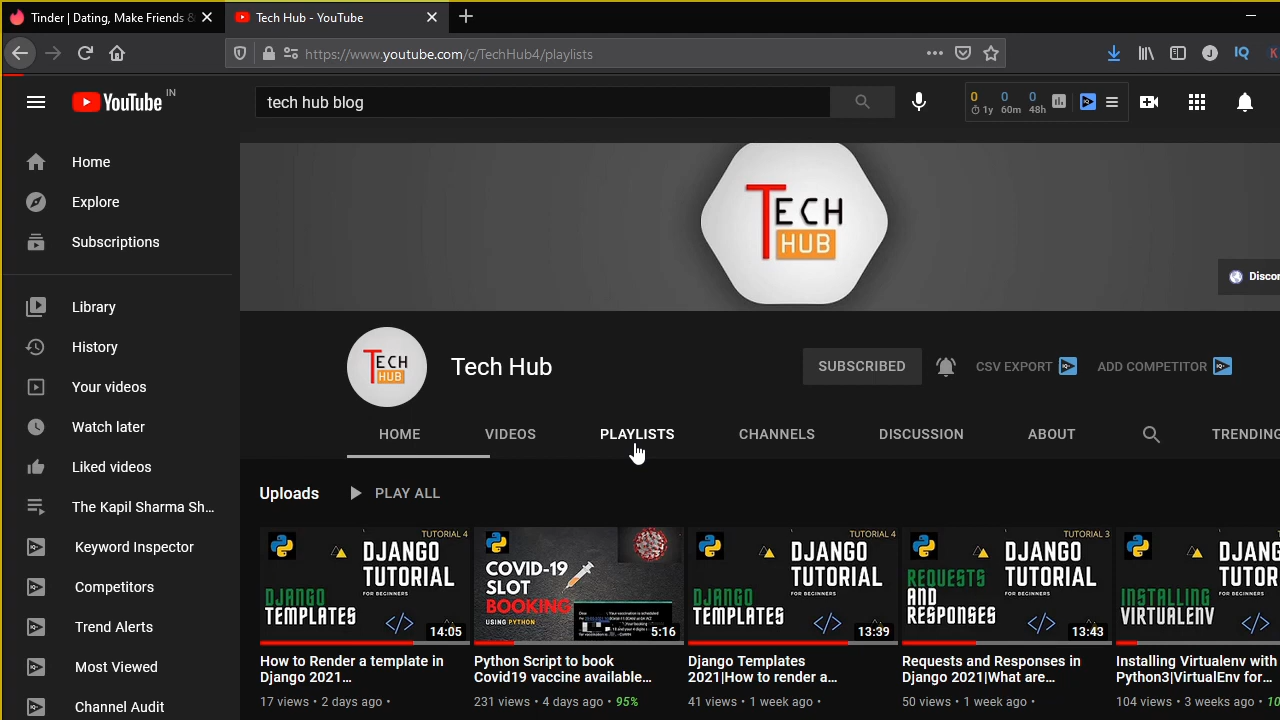 Tinder | Dating, Make Friends &
Tech Hub - YouTube
https://www.youtube.com/c/TechHub4/playlists
J
IQ
K
YouTube IN
tech hub blog
0 0 0
1y 60m 48h
Home
Explore
Subscriptions
Library
History
Your videos
Watch later
Liked videos
The Kapil Sharma Sh...
Keyword Inspector
Competitors
Trend Alerts
Most Viewed
Channel Audit
TECH
HUB
Discor
TECH
HUB
Tech Hub
SUBSCRIBED
CSV EXPORT
ADD COMPETITOR
HOME VIDEOS PLAYLISTS CHANNELS DISCUSSION ABOUT TRENDING
Uploads
PLAY ALL
TUTORIAL 4
DJANGO
TUTORIAL
FOR BEGINNERS
DJANGO
TEMPLATES
14:05
How to Render a template in
Django 2021...
17 views • 2 days ago •
COVID-19
SLOT
BOOKING
USING PYTHON
5:16
Python Script to book
Covid19 vaccine available...
231 views • 4 days ago • 95%
TUTORIAL 4
DJANGO
TUTORIAL
FOR BEGINNERS
DJANGO
TEMPLATES
13:39
Django Templates
2021|How to render a...
41 views • 1 week ago •
TUTORIAL 3
DJANGO
TUTORIAL
FOR BEGINNERS
REQUESTS
AND
RESPONSES
13:43
Requests and Responses in
Django 2021|What are...
50 views • 1 week ago •
DJANG
TUTOR
FOR BEGINNERS
INSTALLING
VIRTUALENV
Installing Virtualenv with
Python3|VirtualEnv for...
104 views • 3 weeks ago • 10